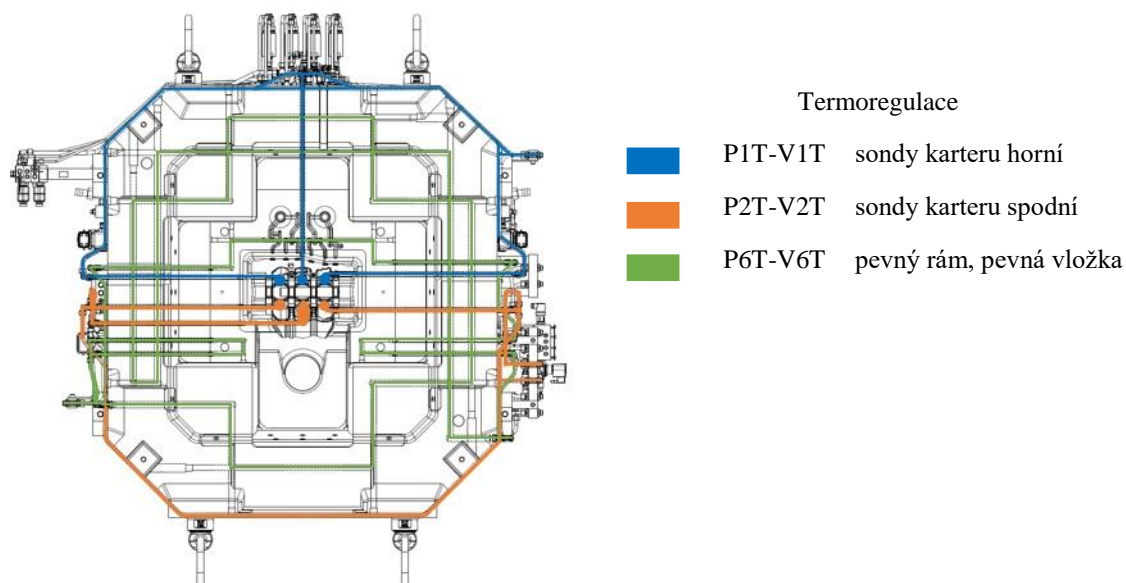 Termoregulace
P1T-V1T sondy karteru horní
P2T-V2T sondy karteru spodní
P6T-V6T pevný rám, pevná vložka